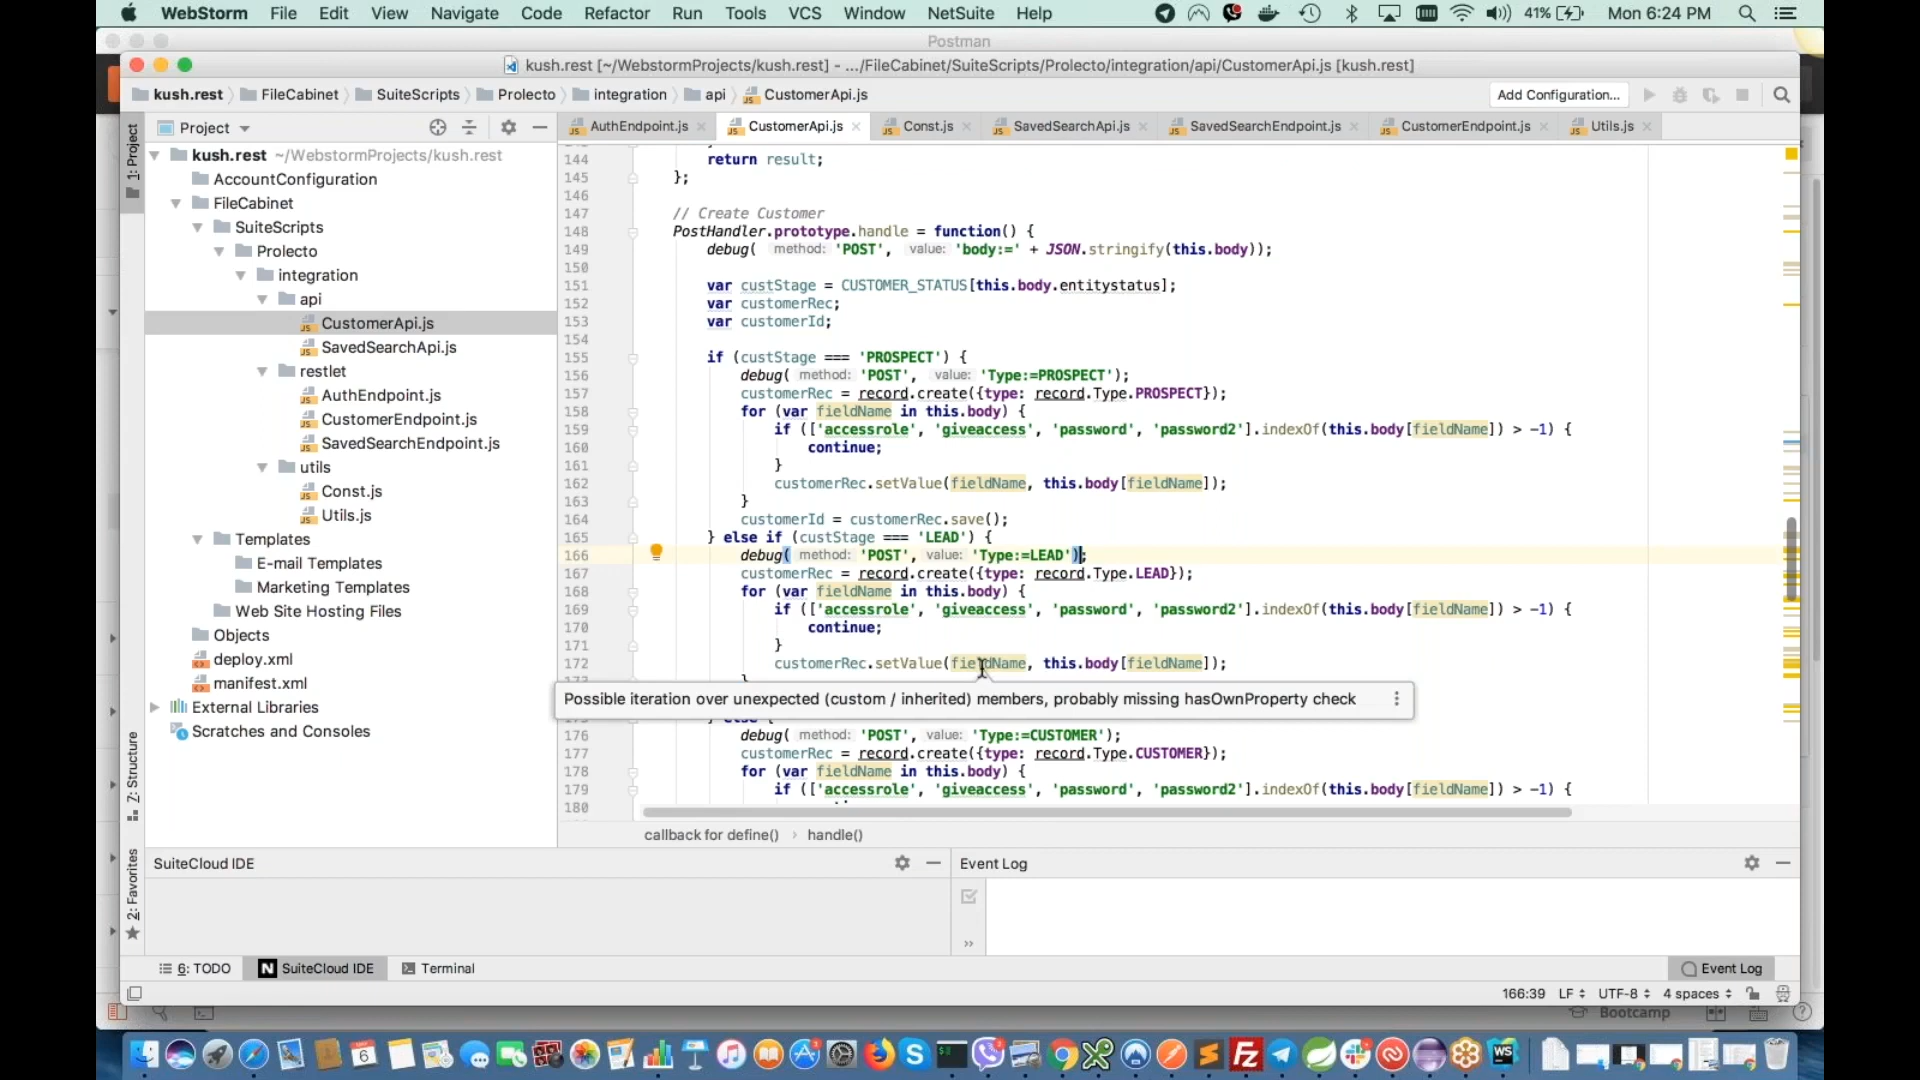 WebStorm File Edit View Navigate Code Refactor Run Tools VCS Window NetSuite Help 41% Mon 6:24 PM
Postman
kush.rest [~/WebstormProjects/kush.rest] - .../FileCabinet/SuiteScripts/Prolecto/integration/api/CustomerApi.js [kush.rest]
kush.rest FileCabinet SuiteScripts Prolecto integration api CustomerApi.js Add Configuration...
1: Project
Project
AuthEndpoint.js CustomerApi.js Const.js SavedSearchApi.js SavedSearchEndpoint.js CustomerEndpoint.js Utils.js
kush.rest ~/WebstormProjects/kush.rest
AccountConfiguration
FileCabinet
SuiteScripts
Prolecto
integration
api
CustomerApi.js
SavedSearchApi.js
restlet
AuthEndpoint.js
CustomerEndpoint.js
SavedSearchEndpoint.js
utils
Const.js
Utils.js
Templates
E-mail Templates
Marketing Templates
Web Site Hosting Files
Objects
deploy.xml
manifest.xml
External Libraries
Scratches and Consoles
144 return result;
145 };
146
147 // Create Customer
148 PostHandler.prototype.handle = function() {
149 debug( method: 'POST', value: 'body:=' + JSON.stringify(this.body));
150
151 var custStage = CUSTOMER_STATUS[this.body.entitystatus];
152 var customerRec;
153 var customerId;
154
155 if (custStage === 'PROSPECT') {
156 debug( method: 'POST', value: 'Type:=PROSPECT');
157 customerRec = record.create({type: record.Type.PROSPECT});
158 for (var fieldName in this.body) {
159 if (['accessrole', 'giveaccess', 'password', 'password2'].indexOf(this.body[fieldName]) > -1) {
160 continue;
161 }
162 customerRec.setValue(fieldName, this.body[fieldName]);
163 }
164 customerId = customerRec.save();
165 } else if (custStage === 'LEAD') {
166 debug( method: 'POST', value: 'Type:=LEAD');
167 customerRec = record.create({type: record.Type.LEAD});
168 for (var fieldName in this.body) {
169 if (['accessrole', 'giveaccess', 'password', 'password2'].indexOf(this.body[fieldName]) > -1) {
170 continue;
171 }
172 customerRec.setValue(fieldName, this.body[fieldName]);
Possible iteration over unexpected (custom / inherited) members, probably missing hasOwnProperty check
176 debug( method: 'POST', value: 'Type:=CUSTOMER');
177 customerRec = record.create({type: record.Type.CUSTOMER});
178 for (var fieldName in this.body) {
179 if (['accessrole', 'giveaccess', 'password', 'password2'].indexOf(this.body[fieldName]) > -1) {
180
callback for define() handle()
Z: Structure
2: Favorites
SuiteCloud IDE
Event Log
6: TODO SuiteCloud IDE Terminal Event Log
166:39 LF UTF-8 4 spaces
Bootcamp